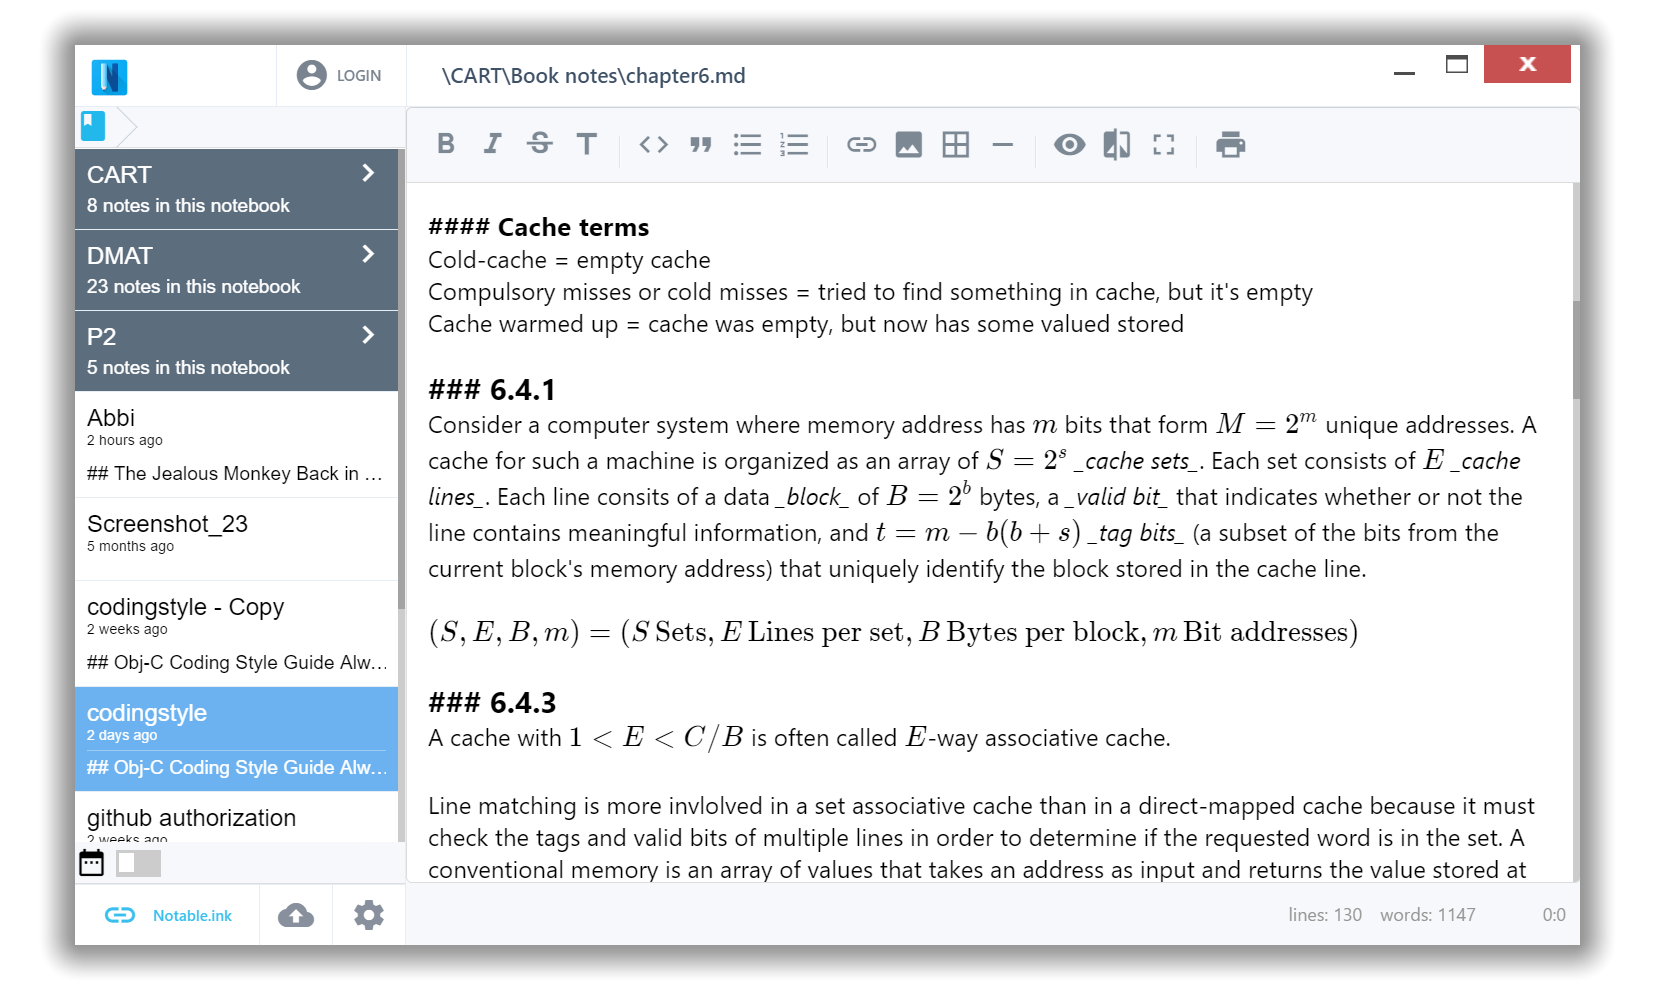 LOGIN
\CART\Book notes\chapter6.md
CART
8 notes in this notebook
DMAT
23 notes in this notebook
P2
5 notes in this notebook
Abbi
2 hours ago
## The Jealous Monkey Back in ...
Screenshot_23
5 months ago
codingstyle - Copy
2 weeks ago
## Obj-C Coding Style Guide Alw...
codingstyle
2 days ago
## Obj-C Coding Style Guide Alw...
github authorization
2 weeks ago
Notable.ink
#### Cache terms
Cold-cache = empty cache
Compulsory misses or cold misses = tried to find something in cache, but it's empty
Cache warmed up = cache was empty, but now has some valued stored
### 6.4.1
Consider a computer system where memory address has m bits that form M = 2^m unique addresses. A
cache for such a machine is organized as an array of S = 2^s _cache sets_. Each set consists of E _cache
lines_. Each line consits of a data _block_ of B = 2^b bytes, a _valid bit_ that indicates whether or not the
line contains meaningful information, and t = m − b(b + s) _tag bits_ (a subset of the bits from the
current block's memory address) that uniquely identify the block stored in the cache line.
(S, E, B, m) = (S Sets, E Lines per set, B Bytes per block, m Bit addresses)
### 6.4.3
A cache with 1 < E < C/B is often called E-way associative cache.
Line matching is more invlolved in a set associative cache than in a direct-mapped cache because it must
check the tags and valid bits of multiple lines in order to determine if the requested word is in the set. A
conventional memory is an array of values that takes an address as input and returns the value stored at
lines: 130 words: 1147 0:0